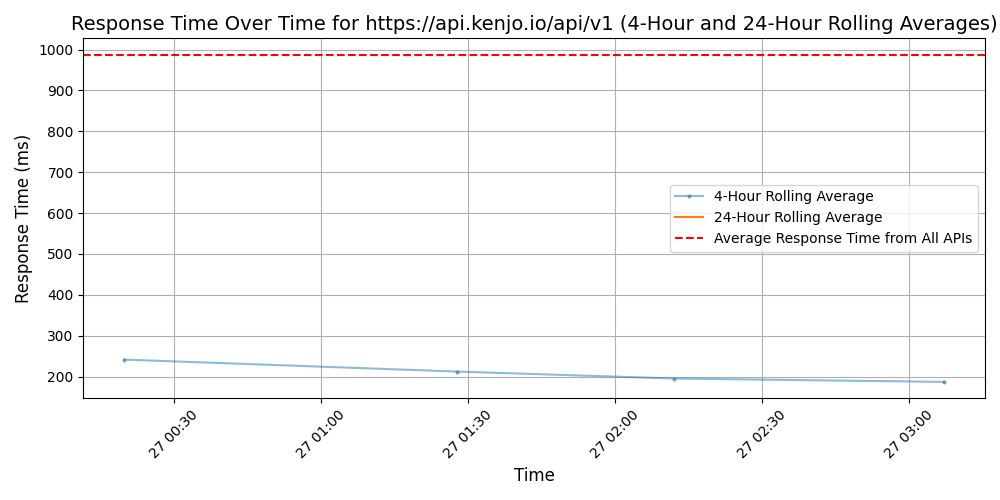 Response Time Over Time for https://api.kenjo.io/api/v1 (4-Hour and 24-Hour Rolling Averages)
Response Time (ms)
1000
900
800
700
600
500
400
300
200
4-Hour Rolling Average
24-Hour Rolling Average
Average Response Time from All APIs
27 00:30
27 01:00
27 01:30
27 02:00
27 02:30
27 03:00
Time